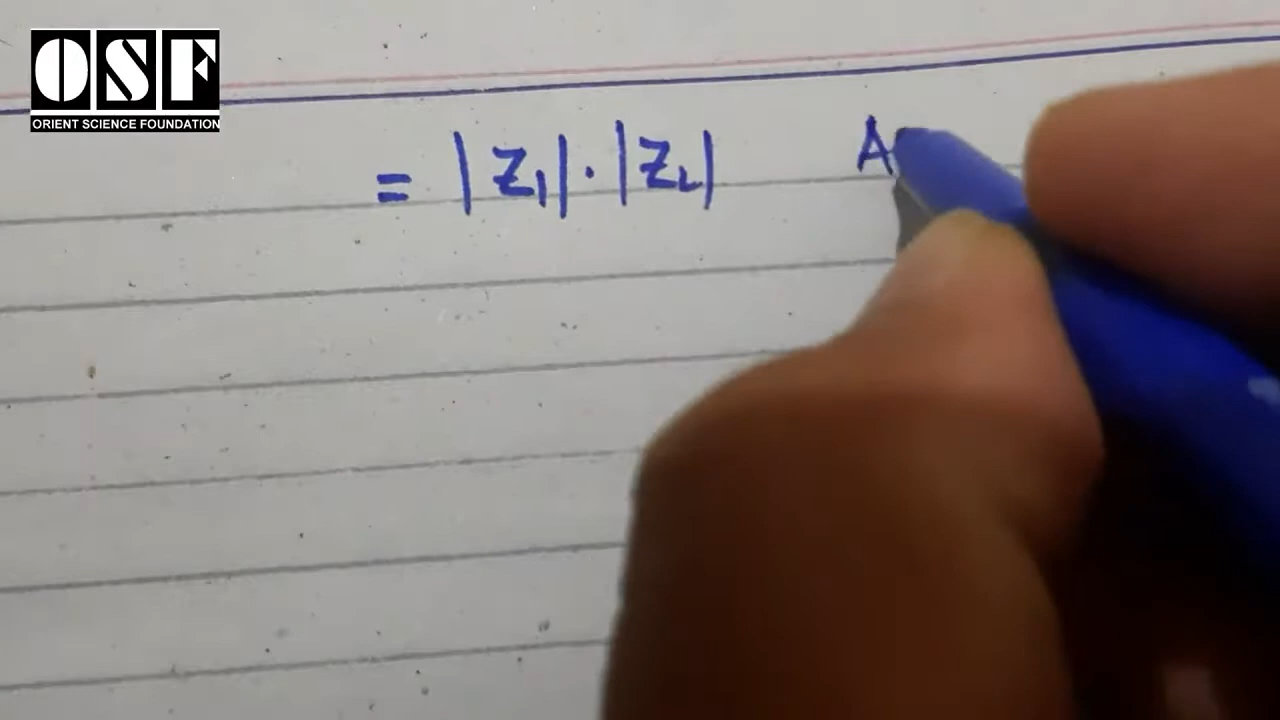 OSF
ORIENT SCIENCE FOUNDATION
= |Z₁|·|Z₂| A